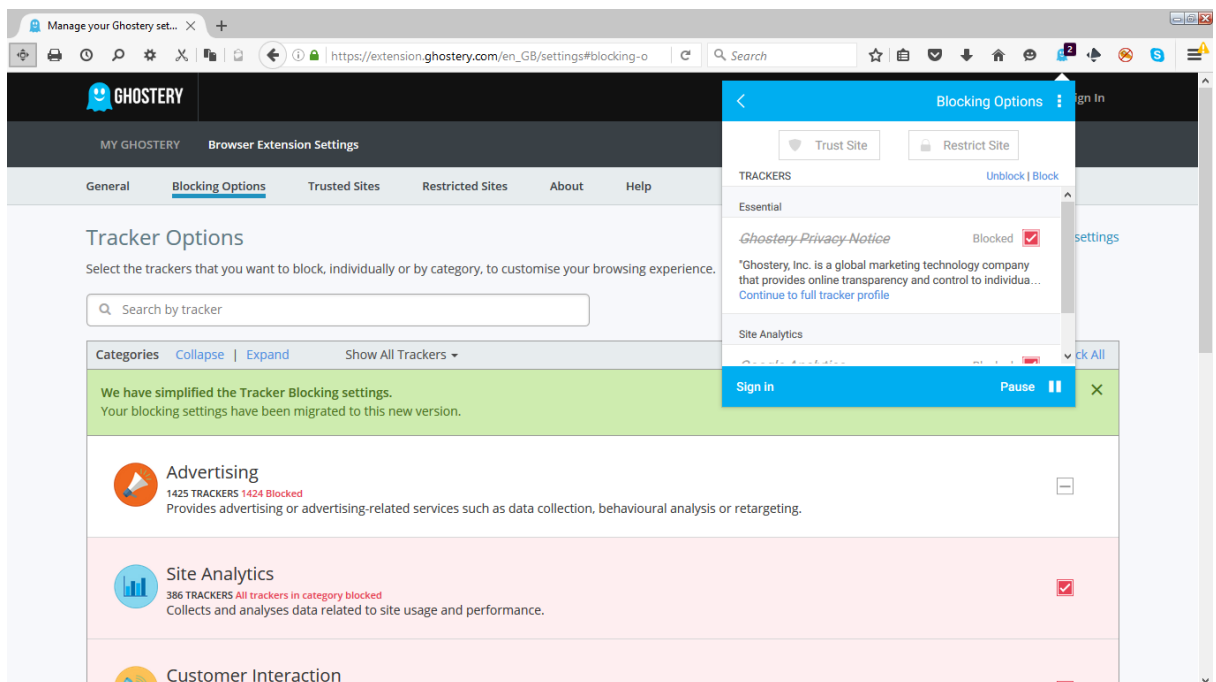 Manage your Ghostery set...
https://extension.ghostery.com/en_GB/settings#blocking-o
Search
2
GHOSTERY
ign In
MY GHOSTERY Browser Extension Settings
General Blocking Options Trusted Sites Restricted Sites About Help
Tracker Options
settings
Select the trackers that you want to block, individually or by category, to customise your browsing experience.
Search by tracker
Categories Collapse | Expand Show All Trackers
ck All
We have simplified the Tracker Blocking settings.
Your blocking settings have been migrated to this new version.
Advertising
1425 TRACKERS 1424 Blocked
Provides advertising or advertising-related services such as data collection, behavioural analysis or retargeting.
Site Analytics
386 TRACKERS All trackers in category blocked
Collects and analyses data related to site usage and performance.
Customer Interaction
Blocking Options
Trust Site Restrict Site
TRACKERS Unblock | Block
Essential
Ghostery Privacy Notice Blocked
"Ghostery, Inc. is a global marketing technology company
that provides online transparency and control to individua...
Continue to full tracker profile
Site Analytics
Google Analytics Blocked
Sign in Pause